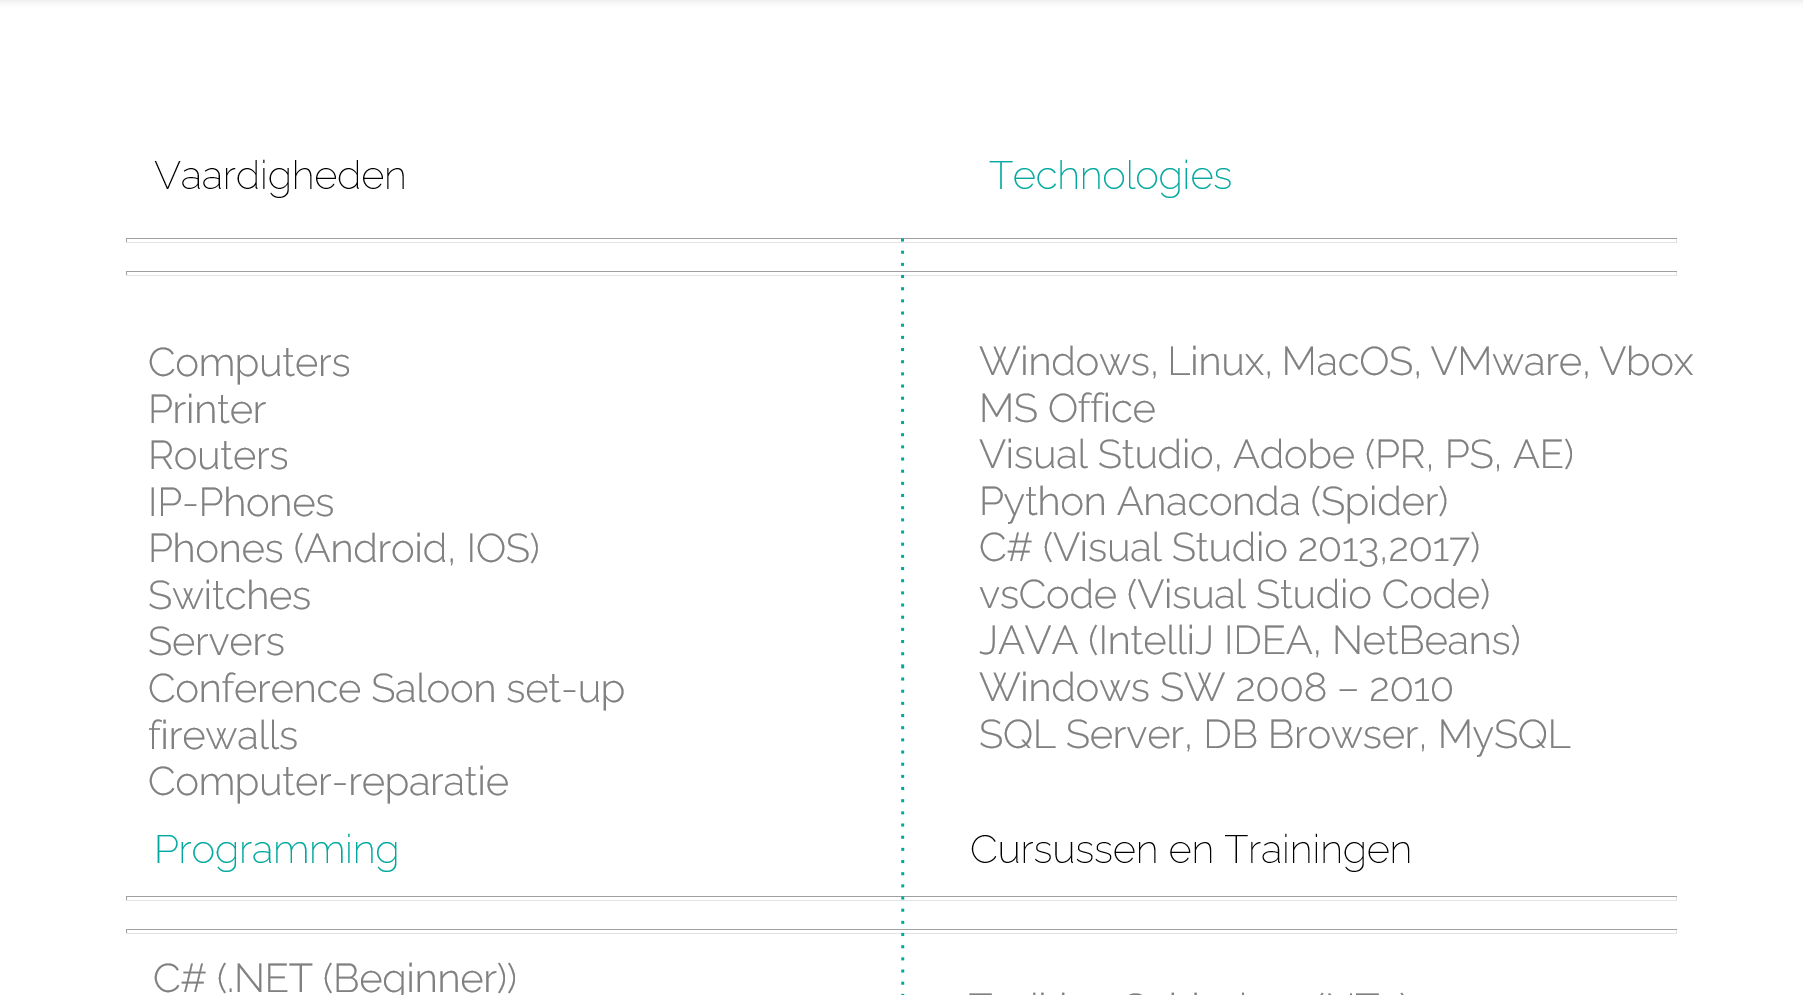 Vaardigheden
Technologies
Computers
Printer
Routers
IP-Phones
Phones (Android, IOS)
Switches
Servers
Conference Saloon set-up
firewalls
Computer-reparatie
Windows, Linux, MacOS, VMware, Vbox
MS Office
Visual Studio, Adobe (PR, PS, AE)
Python Anaconda (Spider)
C# (Visual Studio 2013,2017)
vsCode (Visual Studio Code)
JAVA (IntelliJ IDEA, NetBeans)
Windows SW 2008 – 2010
SQL Server, DB Browser, MySQL
Programming
Cursussen en Trainingen
C# (.NET (Beginner))